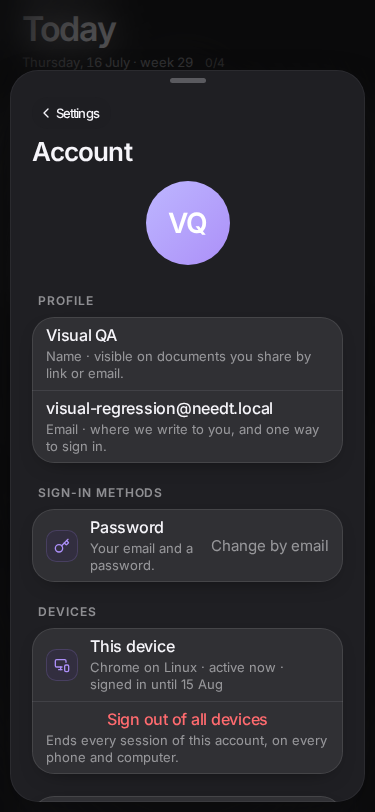 Today
Thursday, 16 July · week 29 0/4
Settings
Account
VQ
PROFILE
Visual QA
Name · visible on documents you share by
link or email.
visual-regression@needt.local
Email · where we write to you, and one way
to sign in.
SIGN-IN METHODS
Password
Your email and a
password.
Change by email
DEVICES
This device
Chrome on Linux · active now ·
signed in until 15 Aug
Sign out of all devices
Ends every session of this account, on every
phone and computer.